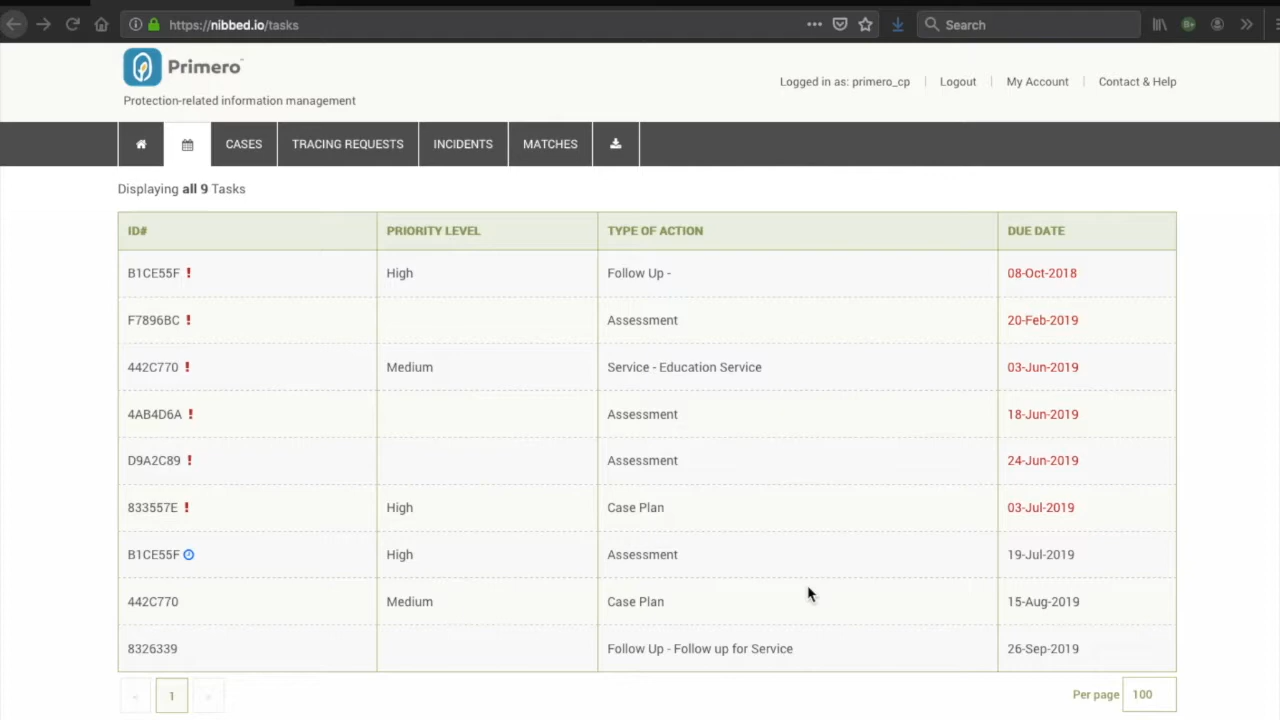 https://nibbed.io/tasks
Search
Primero
Protection-related information management
Logged in as: primero_cp
Logout
My Account
Contact & Help
CASES
TRACING REQUESTS
INCIDENTS
MATCHES
Displaying all 9 Tasks
ID# PRIORITY LEVEL TYPE OF ACTION DUE DATE
B1CE55F ! High Follow Up - 08-Oct-2018
F7896BC ! Assessment 20-Feb-2019
442C770 ! Medium Service - Education Service 03-Jun-2019
4AB4D6A ! Assessment 18-Jun-2019
D9A2C89 ! Assessment 24-Jun-2019
833557E ! High Case Plan 03-Jul-2019
B1CE55F High Assessment 19-Jul-2019
442C770 Medium Case Plan 15-Aug-2019
8326339 Follow Up - Follow up for Service 26-Sep-2019
1
Per page 100